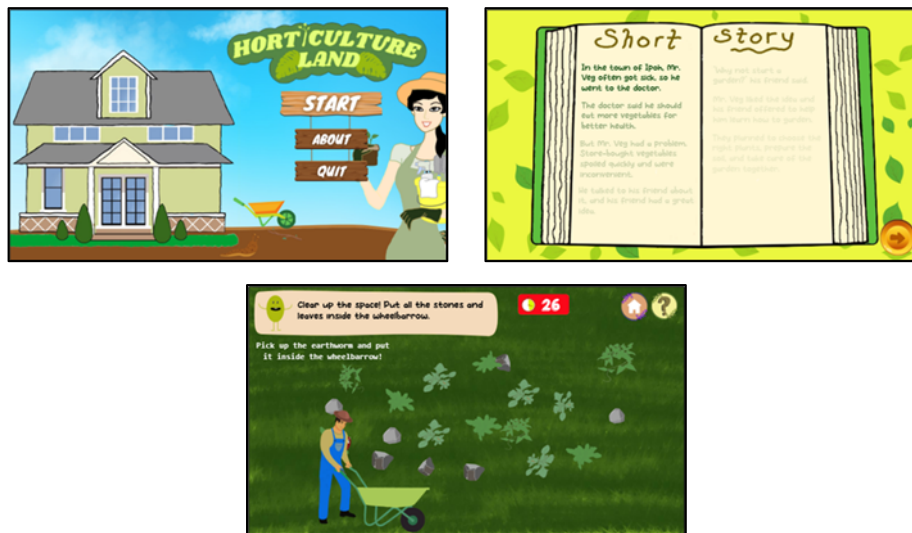 HORTICULTURE
LAND
START
ABOUT
QUIT
Short Story
In the town of Ipoh, Mr.
Veg often got sick, so he
went to the doctor.
The doctor said he should
eat more vegetables for
better health.
But Mr. Veg had a problem.
Store-bought vegetables
spoiled quickly and were
inconvenient.
He talked to his friend about
it, and his friend had a great
idea.
"Why not start a
garden?" his friend said.
Mr. Veg liked the idea and
his friend offered to help
him learn how to garden.
They planned to choose the
right plants, prepare the
soil, and take care of the
garden together.
Clear up the space! Put all the stones and
leaves inside the wheelbarrow.
26
?
Pick up the earthworm and put
it inside the wheelbarrow!